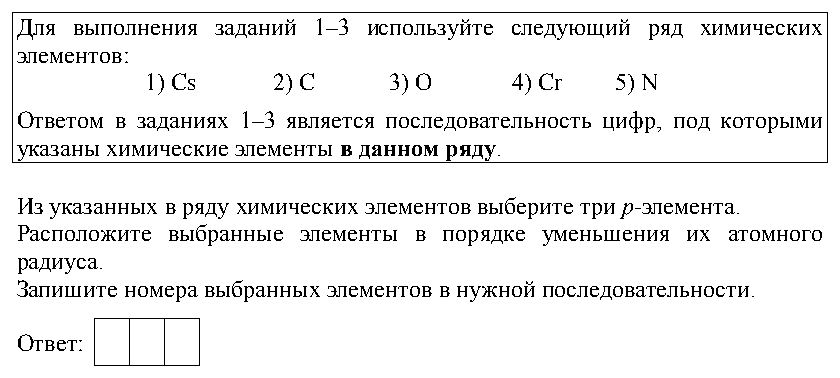 Для выполнения заданий 1–3 используйте следующий ряд химических
элементов:
1) Cs 2) C 3) O 4) Cr 5) N
Ответом в заданиях 1–3 является последовательность цифр, под которыми
указаны химические элементы в данном ряду.
Из указанных в ряду химических элементов выберите три p-элемента.
Расположите выбранные элементы в порядке уменьшения их атомного
радиуса.
Запишите номера выбранных элементов в нужной последовательности.
Ответ: